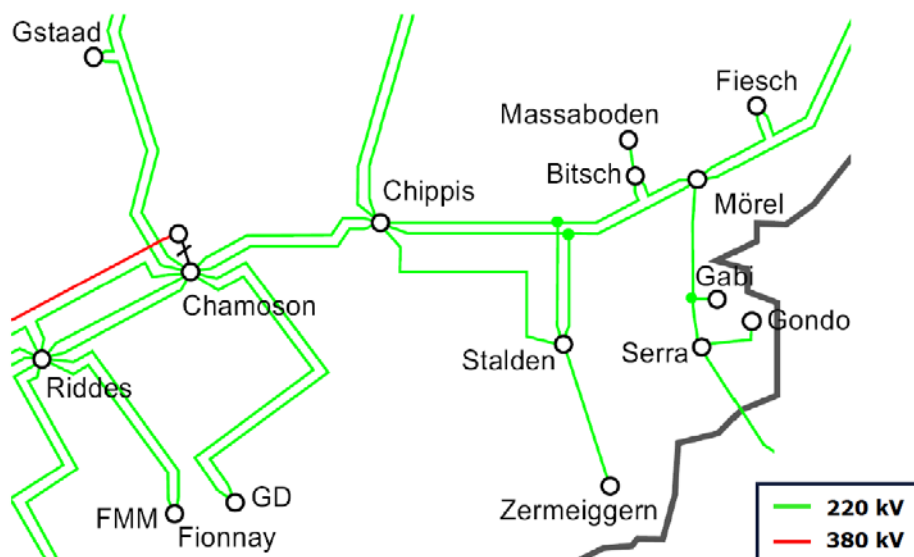 Gstaad
Fiesch
Massaboden
Bitsch
Chippis
Mörel
Chamoson
Gabi
Gondo
Stalden
Serra
Riddes
GD
FMM
Fionnay
Zermeiggern
220 kV
380 kV